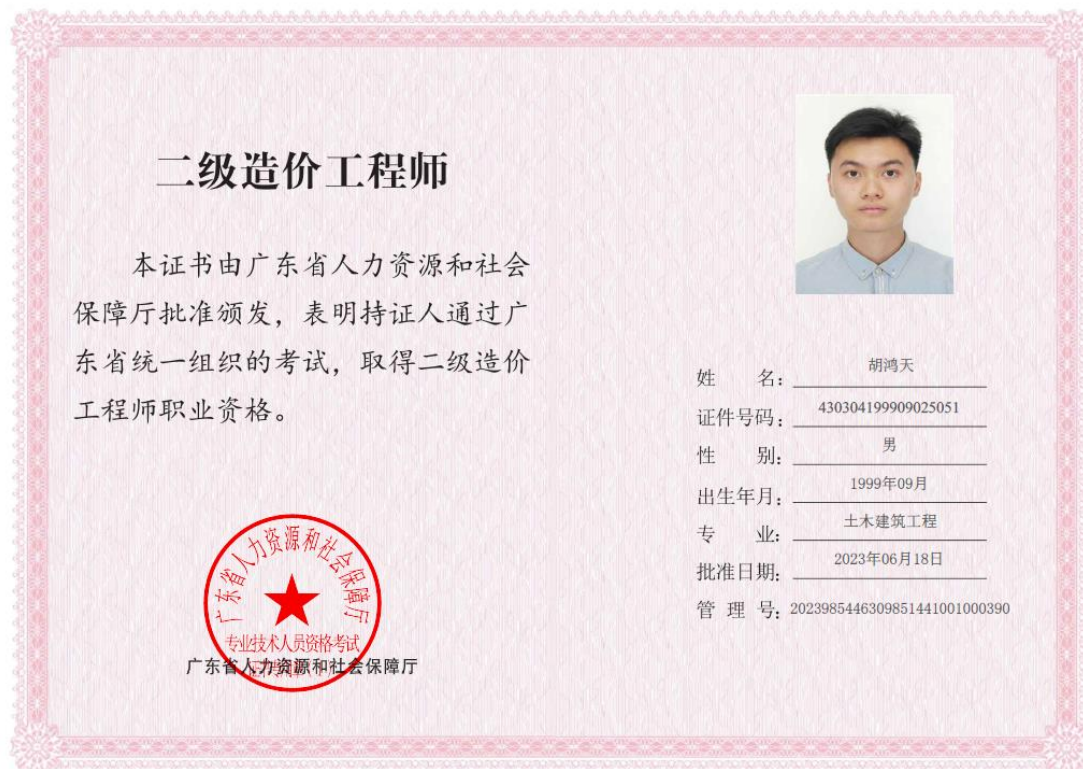 二级造价工程师
本证书由广东省人力资源和社会
保障厅批准颁发，表明持证人通过广
东省统一组织的考试，取得二级造价
工程师职业资格。
广东省人力资源和社会保障厅
专业技术人员资格考试
广东省人力资源和社会保障厅
姓 名：胡鸿天
证件号码：430304199909025051
性 别：男
出生年月：1999年09月
专 业：土木建筑工程
批准日期：2023年06月18日
管 理 号：20239854463098514410010003​90